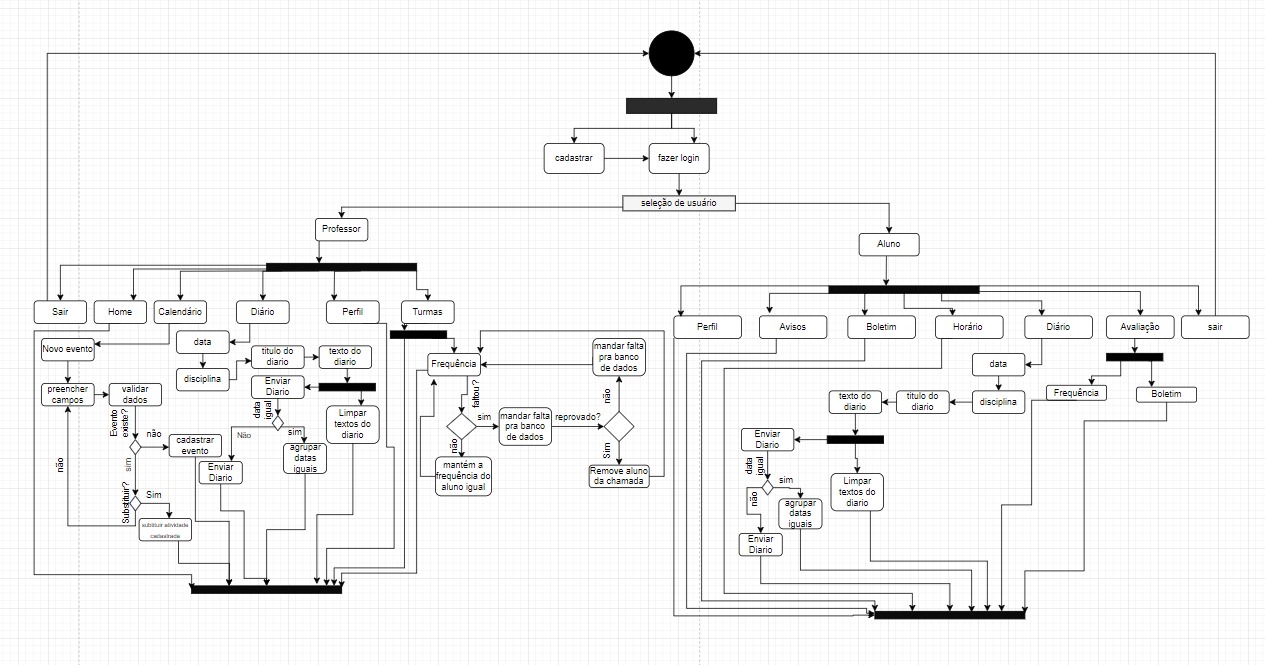 cadastrar
fazer login
seleção de usuário
Professor
Aluno
Sair
Home
Calendário
Diário
Perfil
Turmas
Novo evento
data
titulo do
diario
texto do
diario
disciplina
preencher
campos
validar
dados
Enviar
Diario
data
igual
Limpar
textos do
diario
Evento
existe?
não
cadastrar
evento
Não
sim
Enviar
Diario
agrupar
datas
iguais
não
sim
Substituir?
Sim
subtiuir atividade
cadastrada
Frequência
faltou ?
sim
mandar falta
pra banco
de dados
reprovado?
não
mandar falta
pra banco
de dados
Sim
Remove aluno
da chamada
não
mantém a
frequência do
aluno igual
Perfil
Avisos
Boletim
Horário
Diário
Avaliação
sair
data
texto do
diario
titulo do
diario
disciplina
Frequência
Boletim
Enviar
Diario
data
igual
Limpar
textos do
diario
sim
não
agrupar
datas
iguais
Enviar
Diario